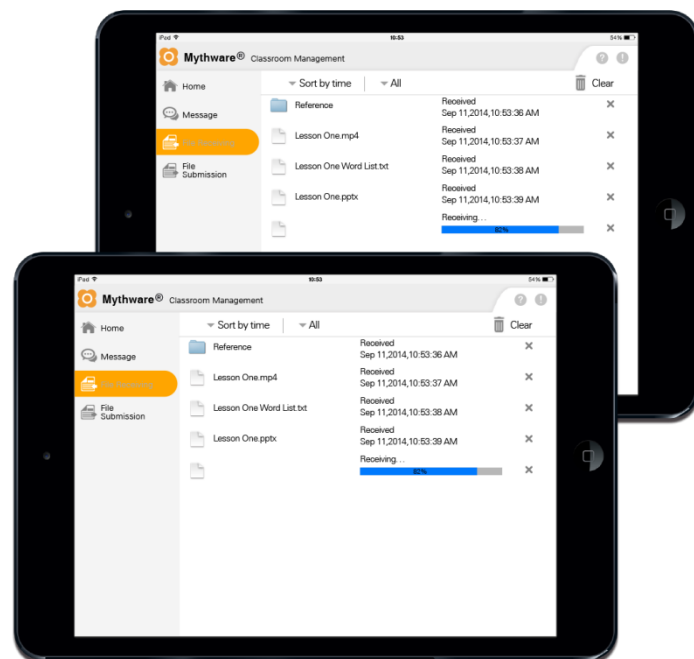 iPod 10:53 54%
Mythware® Classroom Management
Home
Sort by time All Clear
Reference
Received
Sep 11,2014,10:53:36 AM
Message
Lesson One.mp4
Received
Sep 11,2014,10:53:37 AM
File
Submission
Lesson One Word List.txt
Received
Sep 11,2014,10:53:38 AM
Lesson One.pptx
Received
Sep 11,2014,10:53:39 AM
Receiving...
82%
iPod 10:53 54%
Mythware® Classroom Management
Home
Sort by time All Clear
Reference
Received
Sep 11,2014,10:53:36 AM
Message
Lesson One.mp4
Received
Sep 11,2014,10:53:37 AM
File
Submission
Lesson One Word List.txt
Received
Sep 11,2014,10:53:38 AM
Lesson One.pptx
Received
Sep 11,2014,10:53:39 AM
Receiving...
82%